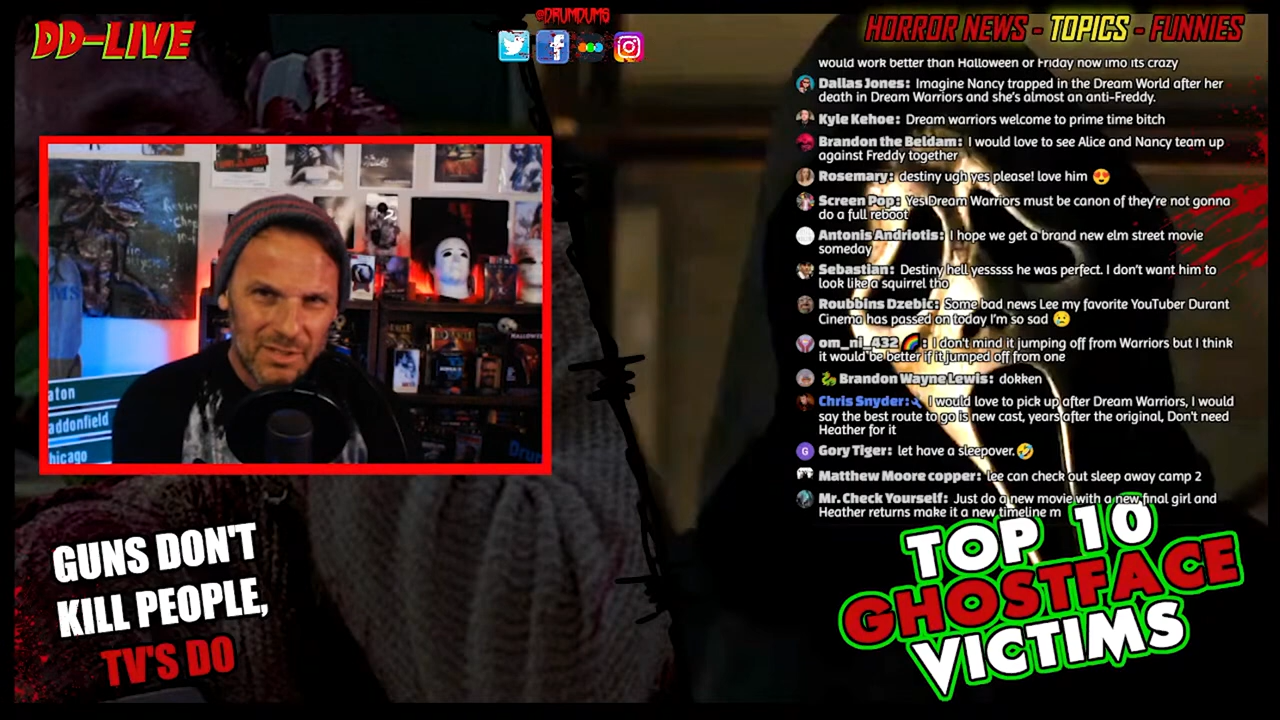 DD-LIVE
@DRUMDUMS
HORROR NEWS - TOPICS - FUNNIES
would work better than Halloween or Friday now imo its crazy
Dallas Jones: Imagine Nancy trapped in the Dream World after her
death in Dream Warriors and she's almost an anti-Freddy.
Kyle Kehoe: Dream warriors welcome to prime time bitch
Brandon the Beldam: I would love to see Alice and Nancy team up
against Freddy together
Rosemary: destiny ugh yes please! love him 😍
Screen Pop: Yes Dream Warriors must be canon of they're not gonna
do a full reboot
Antonis Andriotis: I hope we get a brand new elm street movie
someday
Sebastian: Destiny hell yessss he was perfect. I don't want him to
look like a squirrel tho
Roubbins Dzebic: Some bad news Lee my favorite YouTuber Durant
Cinema has passed on today I'm so sad 😢
om_ni_432 🌈: I don't mind it jumping off from Warriors but I think
it would be better if it jumped off from one
🐉 Brandon Wayne Lewis: dokken
Chris Snyder:🔧 I would love to pick up after Dream Warriors, I would
say the best route to go is new cast, years after the original, Don't need
Heather for it
G
Gory Tiger: let have a sleepover.🤣
Matthew Moore copper: lee can check out sleep away camp 2
Mr. Check Yourself: Just do a new movie with a new final girl and
Heather returns make it a new timeline m
aton
addonfield
hicago
HALLOWEEN
GUNS DON'T
KILL PEOPLE,
TV'S DO
TOP 10
GHOSTFACE
VICTIMS